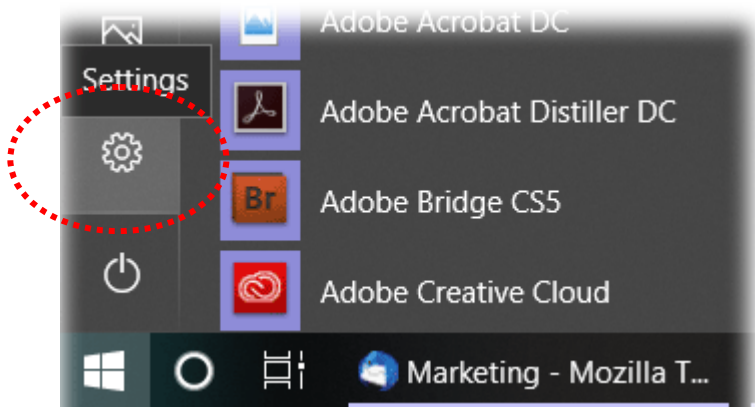 Adobe Acrobat DC
Settings
Adobe Acrobat Distiller DC
Br
Adobe Bridge CS5
Adobe Creative Cloud
Marketing - Mozilla T...